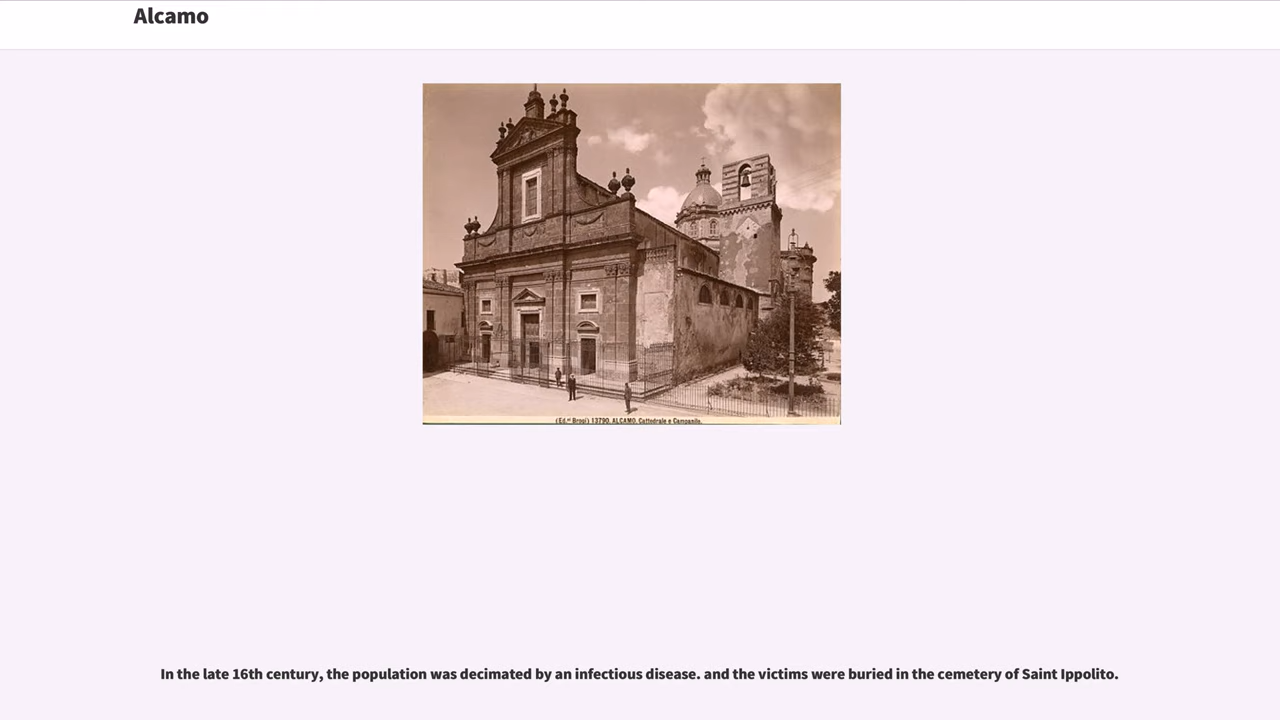 Alcamo
(Ed.ni Brogi) 13790. ALCAMO. Cattedrale e Campanile.
In the late 16th century, the population was decimated by an infectious disease. and the victims were buried in the cemetery of Saint Ippolito.